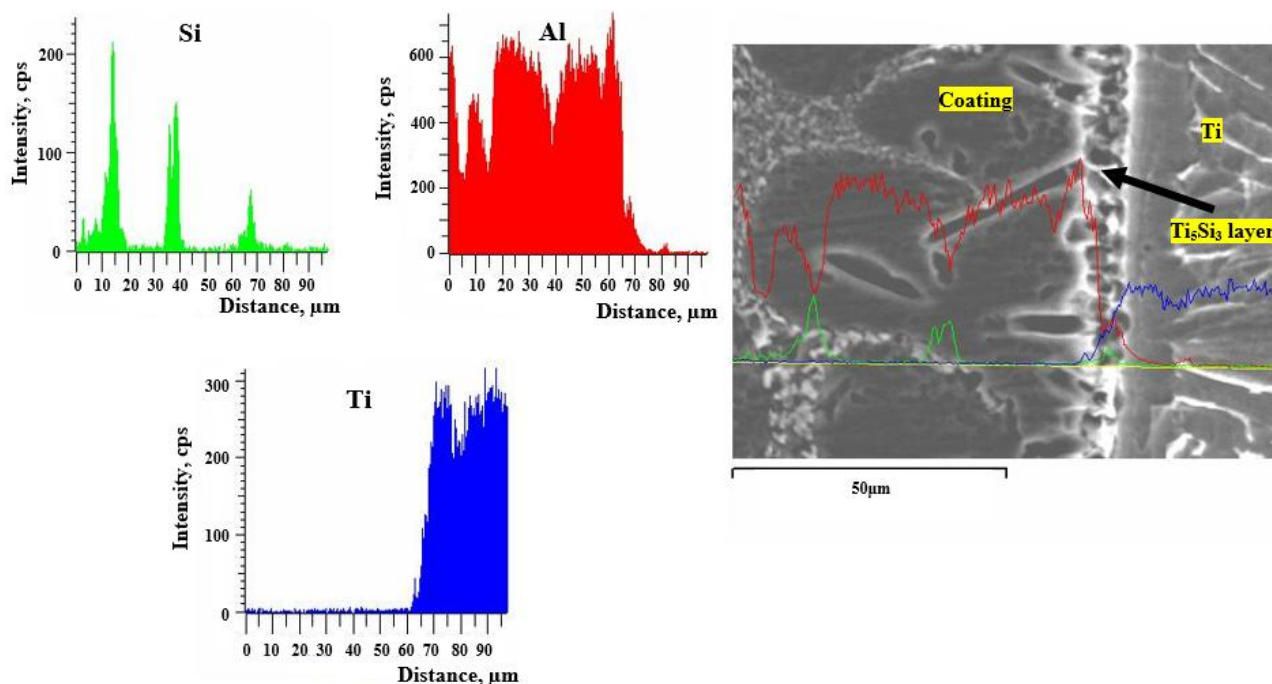 Si
Intensity, cps
200
100
0
0 10 20 30 40 50 60 70 80 90
Distance, µm
Al
Intensity, cps
600
400
200
0
0 10 20 30 40 50 60 70 80 90
Distance, µm
Coating
Ti
Ti₅Si₃ layer
50µm
Ti
Intensity, cps
300
200
100
0
0 10 20 30 40 50 60 70 80 90
Distance, µm